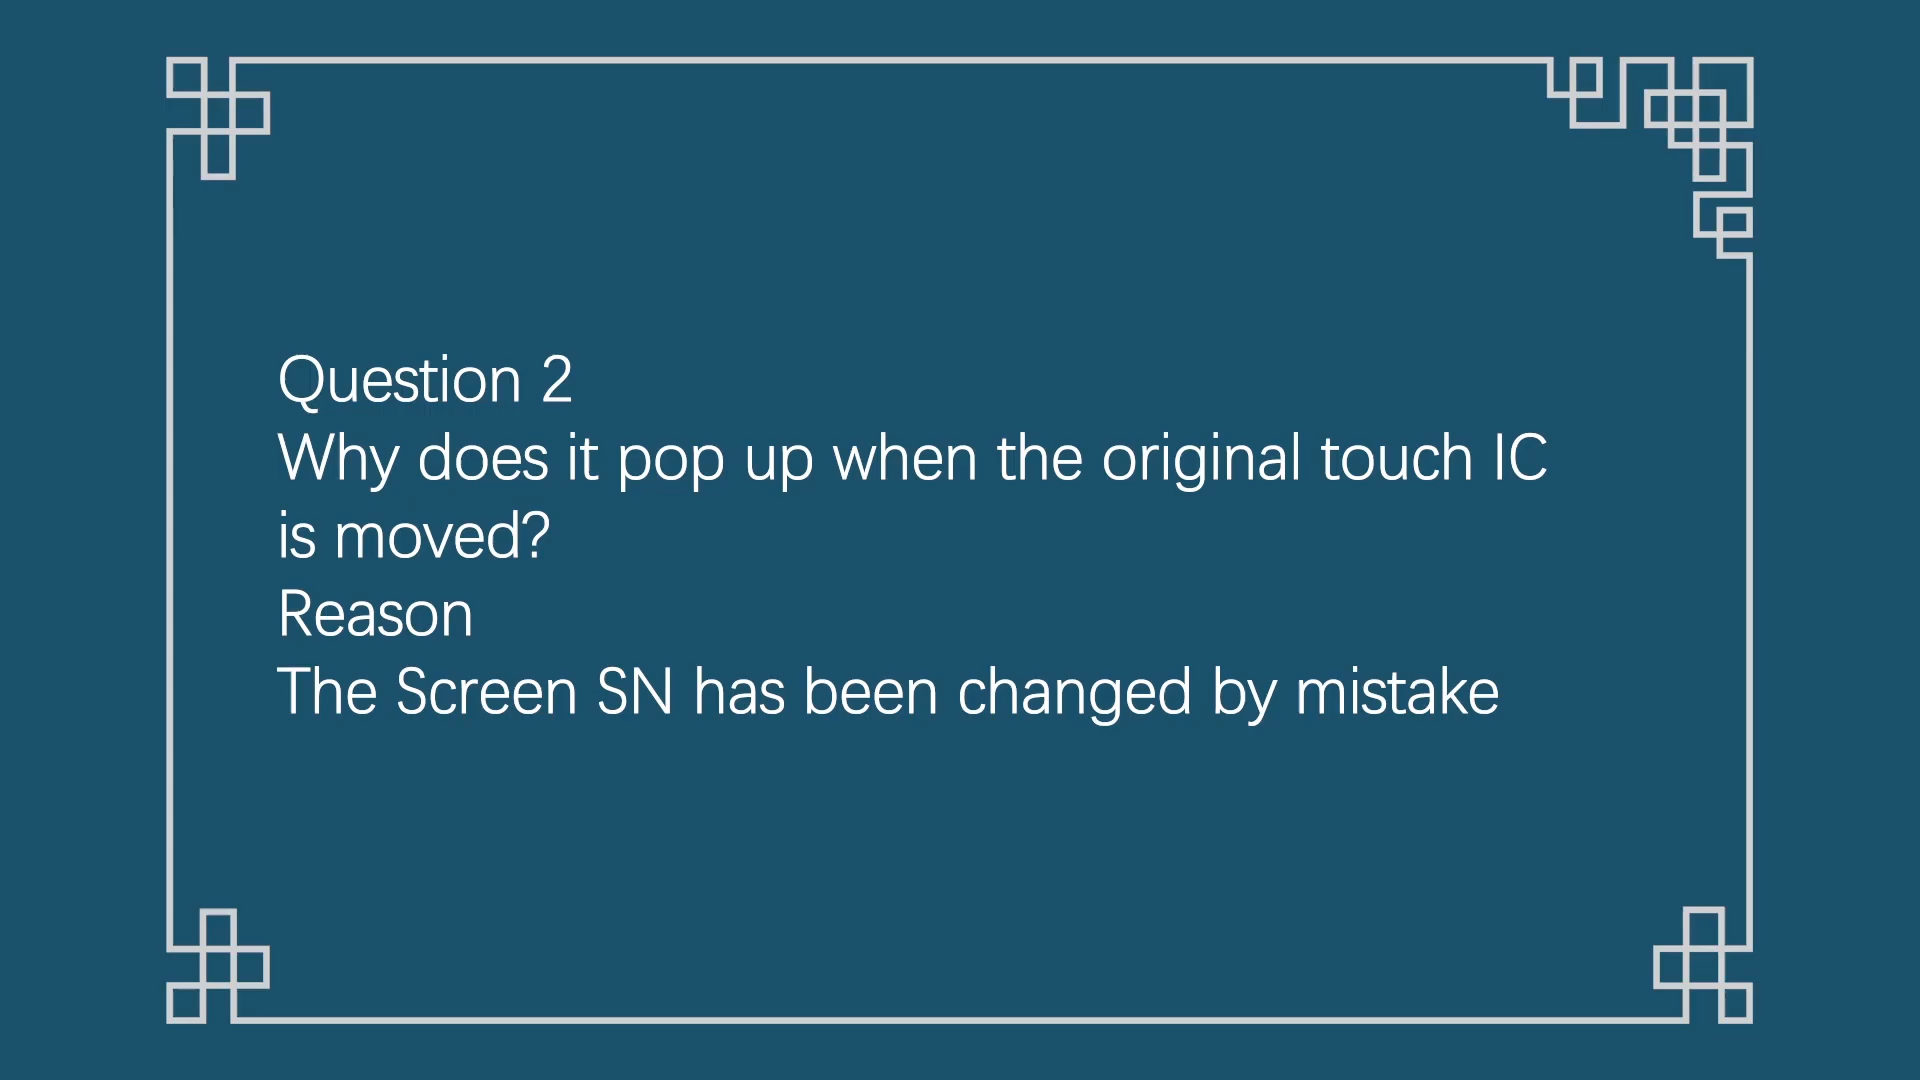 Question 2
Why does it pop up when the original touch IC
is moved?
Reason
The Screen SN has been changed by mistake